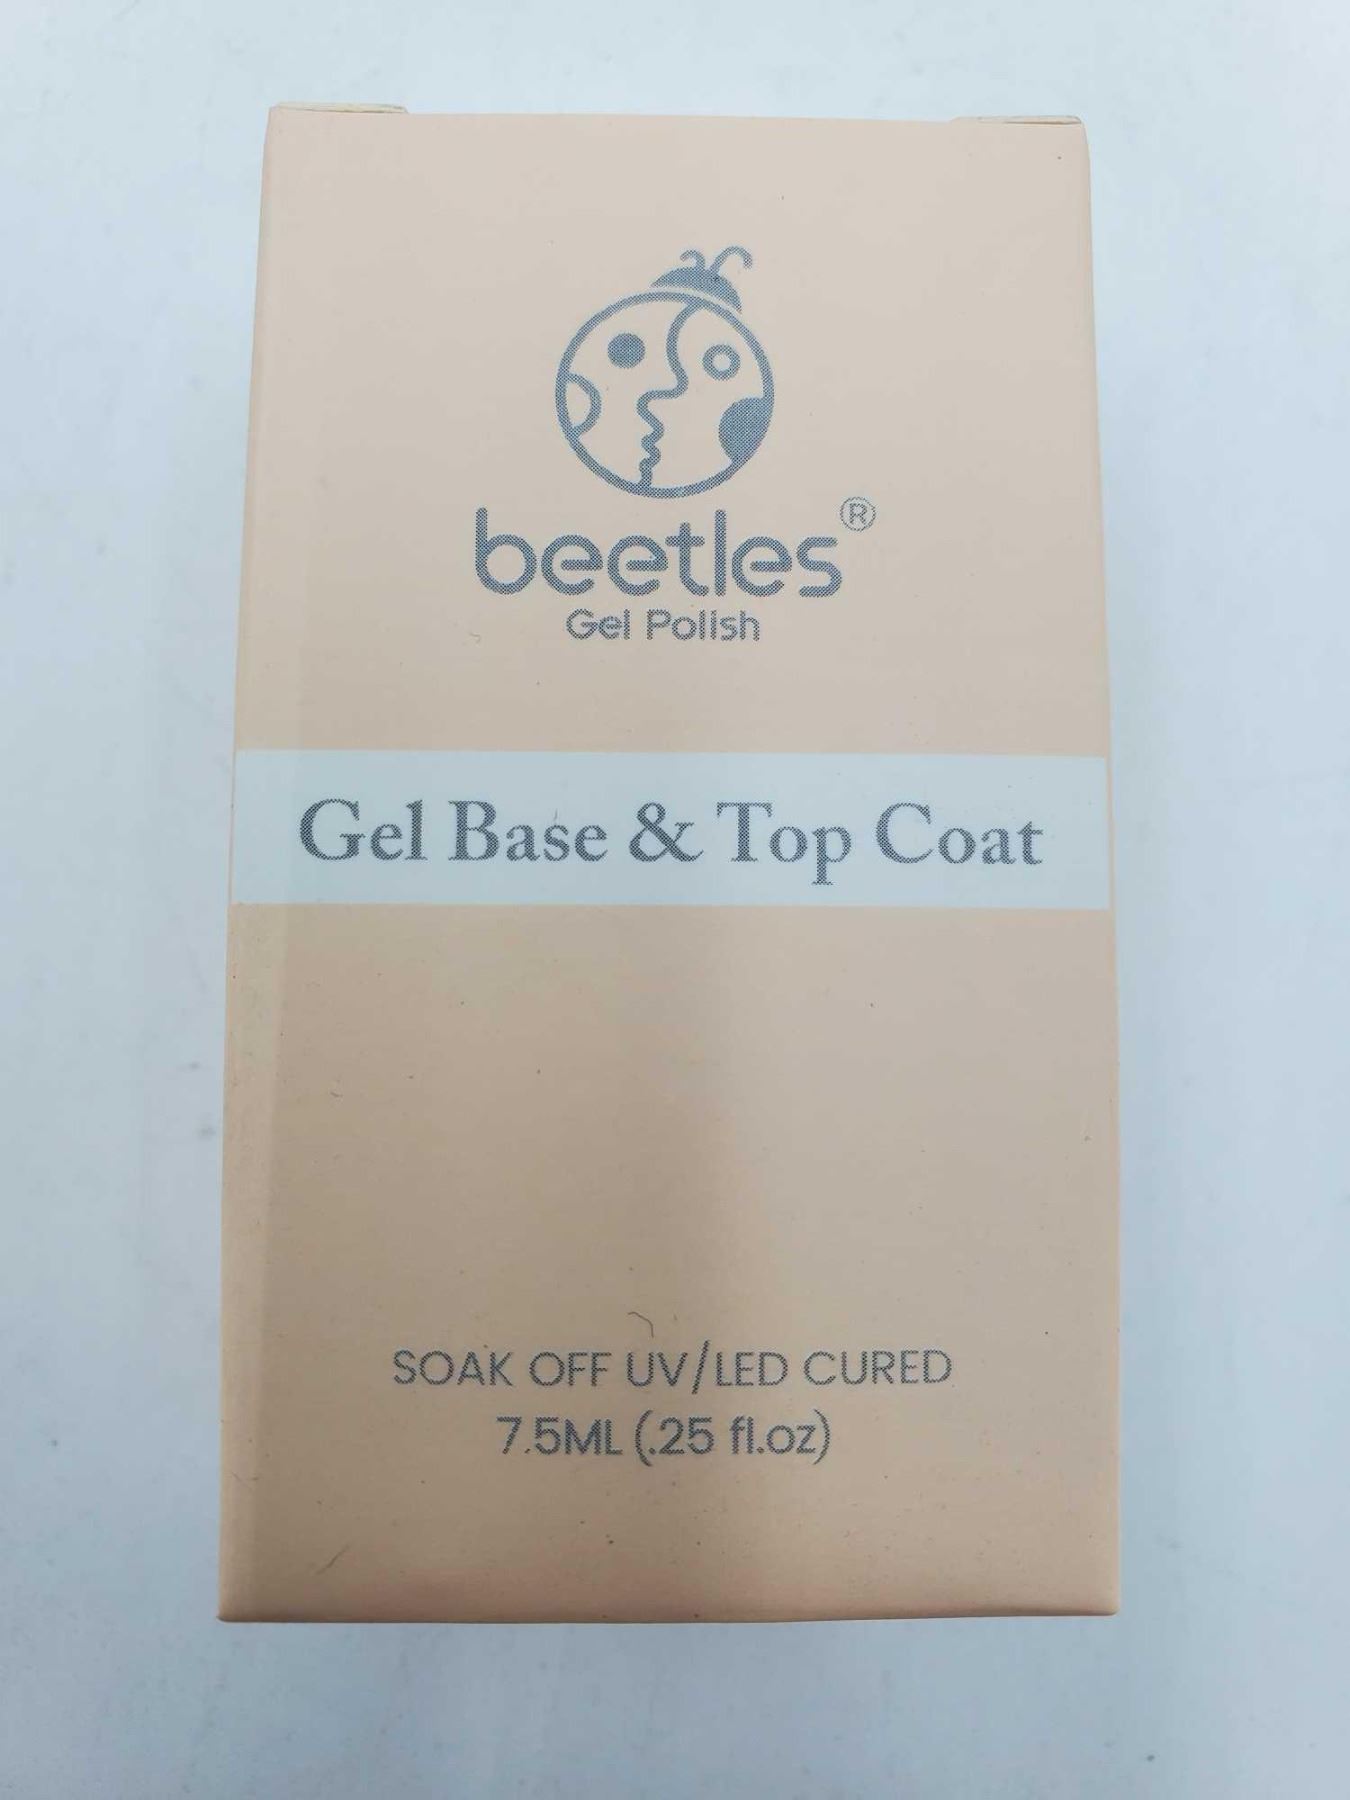 beetles®
Gel Polish
Gel Base & Top Coat
SOAK OFF UV/LED CURED
7.5ML (.25 fl.oz)